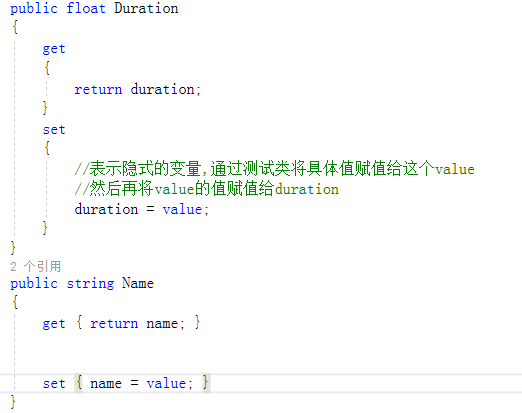 public float Duration
{
get
{
return duration;
}
set
{
//表示隐式的变量,通过测试类将具体值赋值给这个value
//然后再将value的值赋值给duration
duration = value;
}
}
2 个引用
public string Name
{
get { return name; }
set { name = value; }
}